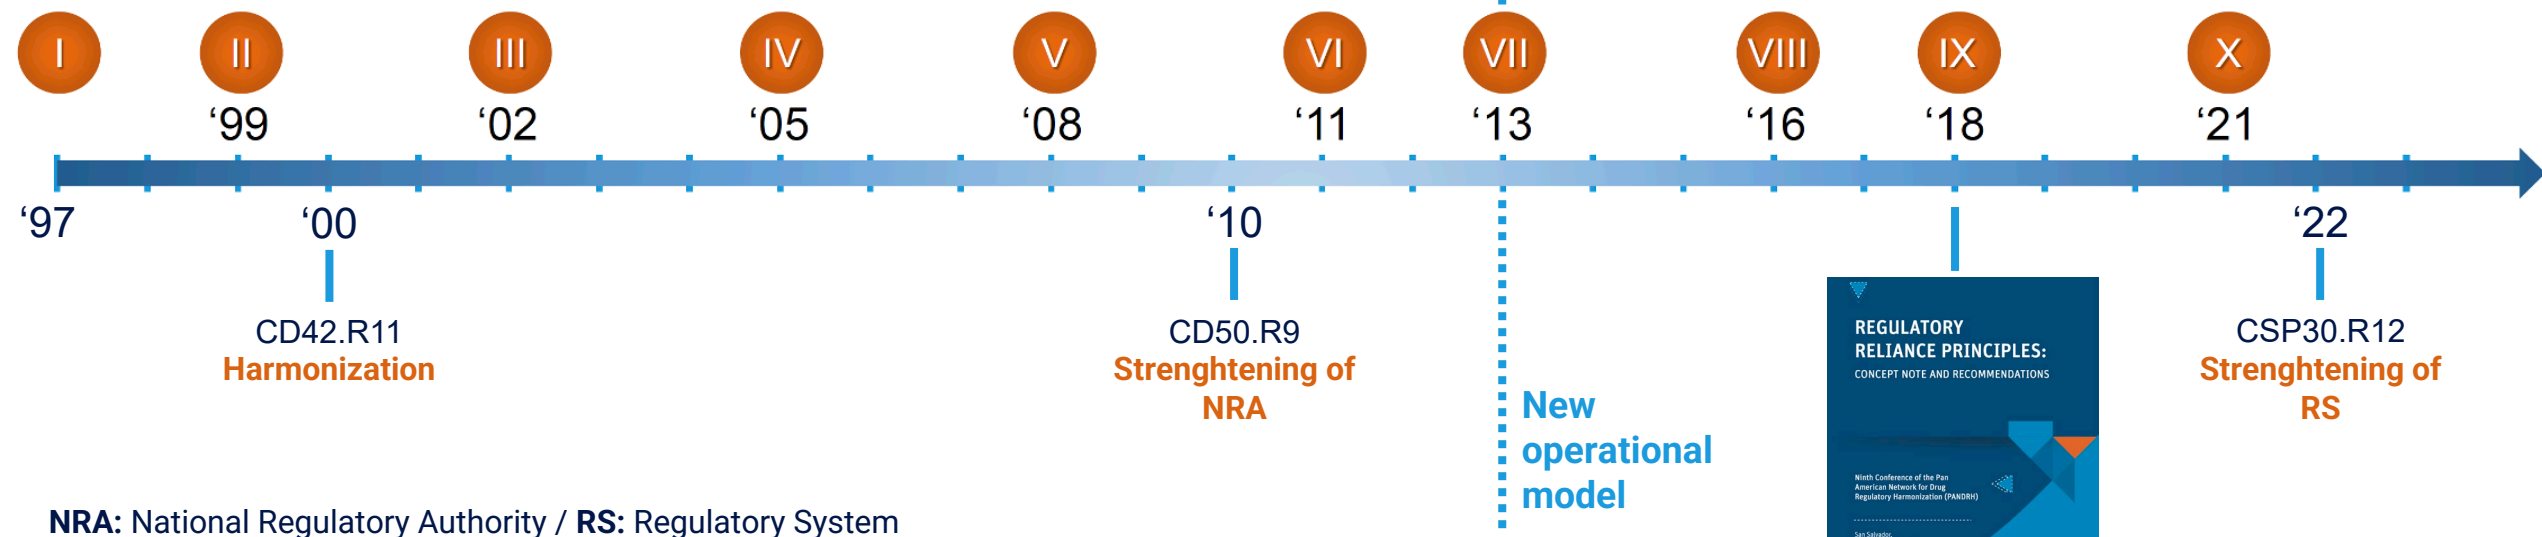 I II III IV V VI VII VIII IX X
‘99 ‘02 ‘05 ‘08 ‘11 ‘13 ‘16 ‘18 ‘21
‘97 ‘00 ‘10 ‘22
CD42.R11
Harmonization
CD50.R9
Strenghtening of
NRA
New
operational
model
REGULATORY
RELIANCE PRINCIPLES:
CONCEPT NOTE AND RECOMMENDATIONS
Ninth Conference of the Pan
American Network for Drug
Regulatory Harmonization (PANDRH)
San Salvador,
CSP30.R12
Strenghtening of
RS
NRA: National Regulatory Authority / RS: Regulatory System